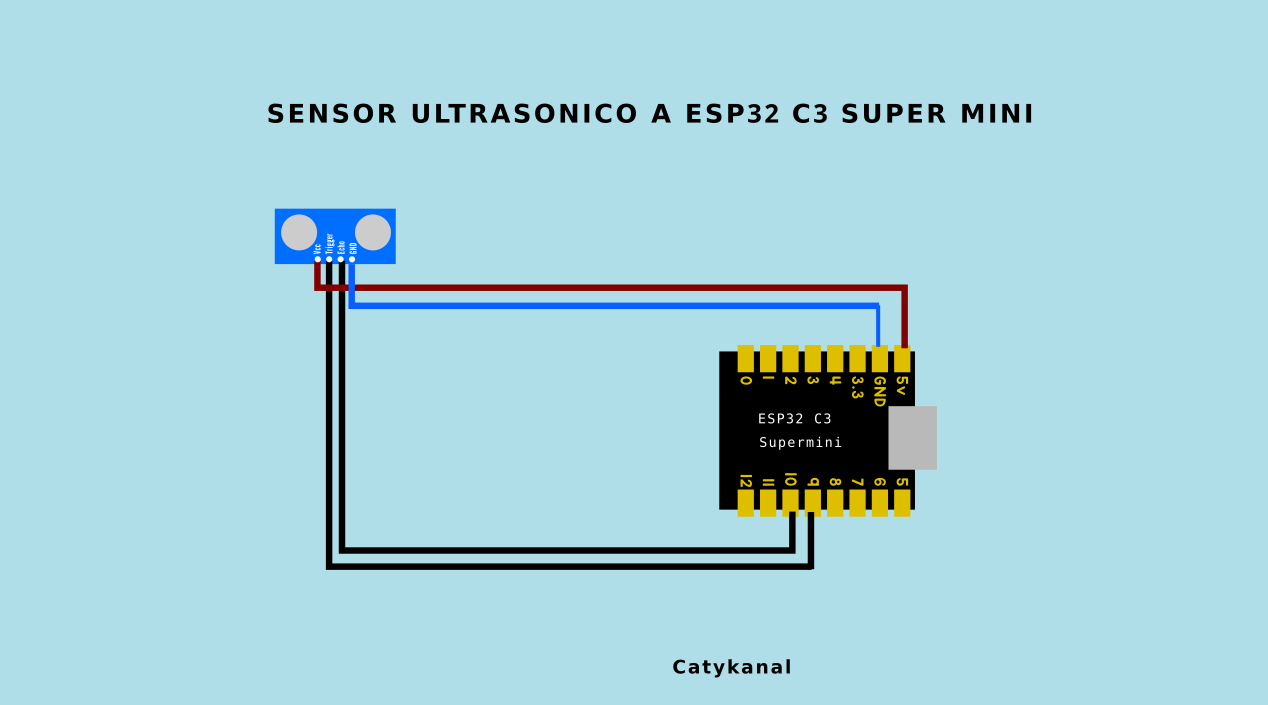 SENSOR ULTRASONICO A ESP32 C3 SUPER MINI
Vcc
Trigger
Echo
GND
0 1 2 3 4 3.3 GND 5v
ESP32 C3
Supermini
12 11 10 9 8 7 6 5
Catykanal